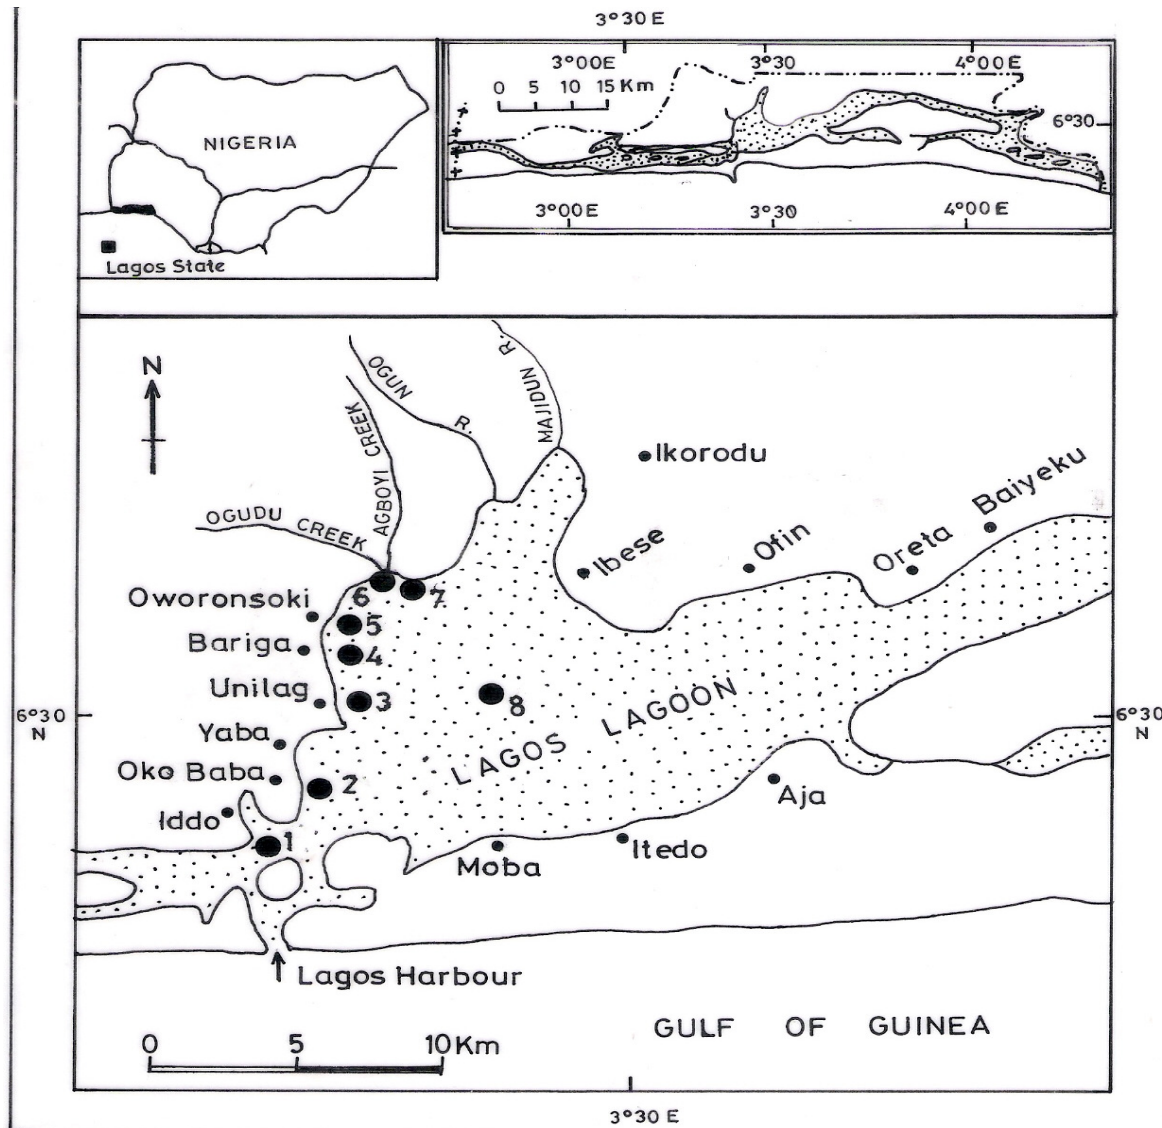 3°30 E
NIGERIA
Lagos State
3°00E
3°30
4°00E
0 5 10 15 Km
6°30
3°00E
3°30
4°00E
N
OGUN R.
MAJIDUN R.
AGBOYI CREEK
OGUDU CREEK
Ikorodu
Baiyeku
Oreta
Ofin
Ibese
Oworonsoki
6
7
5
Bariga
4
Unilag
3
8
LAGOS LAGOON
6°30
N
6°30
N
Yaba
Oko Baba
2
Iddo
1
Aja
Itedo
Moba
Lagos Harbour
GULF OF GUINEA
0 5 10 Km
3°30 E